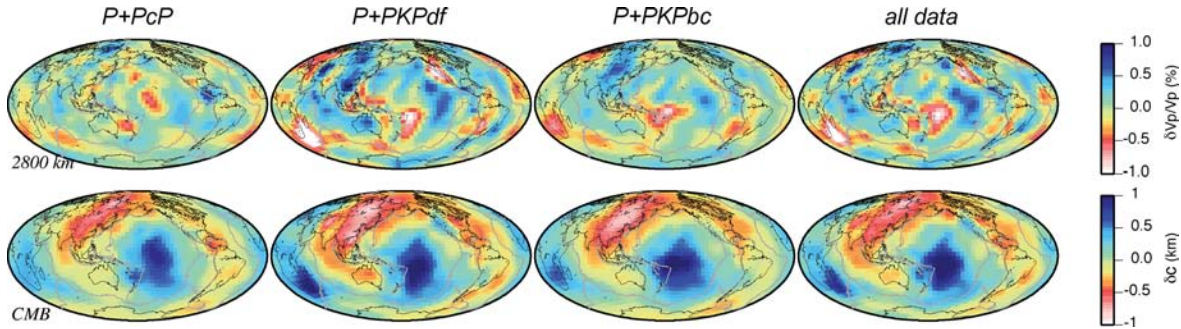 P+PcP P+PKPdf P+PKPbc all data
1.0
0.5
0.0
-0.5
-1.0
δVp/Vp (%)
2800 km
1
0.5
0
-0.5
-1
δc (km)
CMB